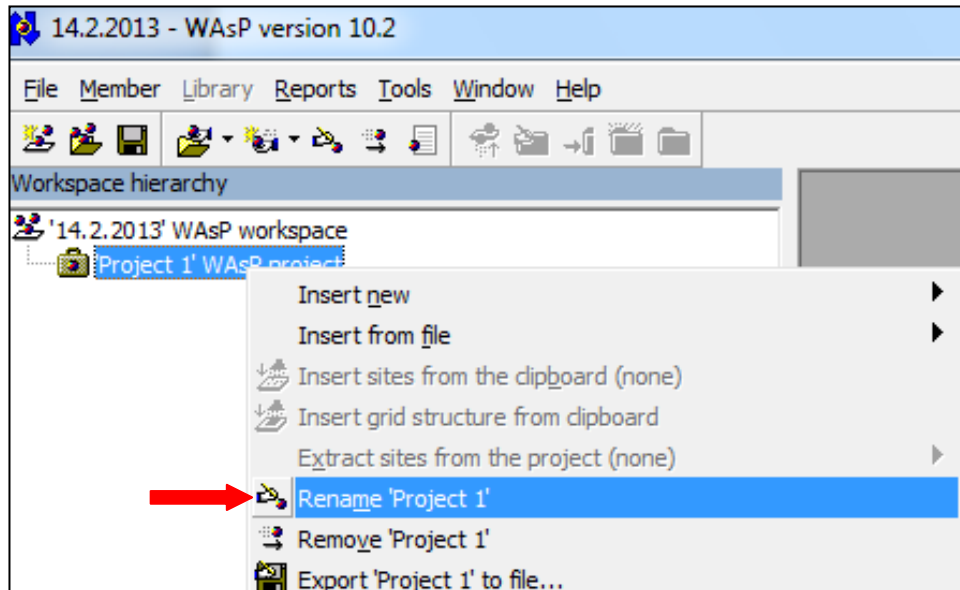 14.2.2013 - WAsP version 10.2
File Member Library Reports Tools Window Help
Workspace hierarchy
'14.2.2013' WAsP workspace
'Project 1' WAsP project
Insert new
Insert from file
Insert sites from the clipboard (none)
Insert grid structure from clipboard
Extract sites from the project (none)
Rename 'Project 1'
Remove 'Project 1'
Export 'Project 1' to file...